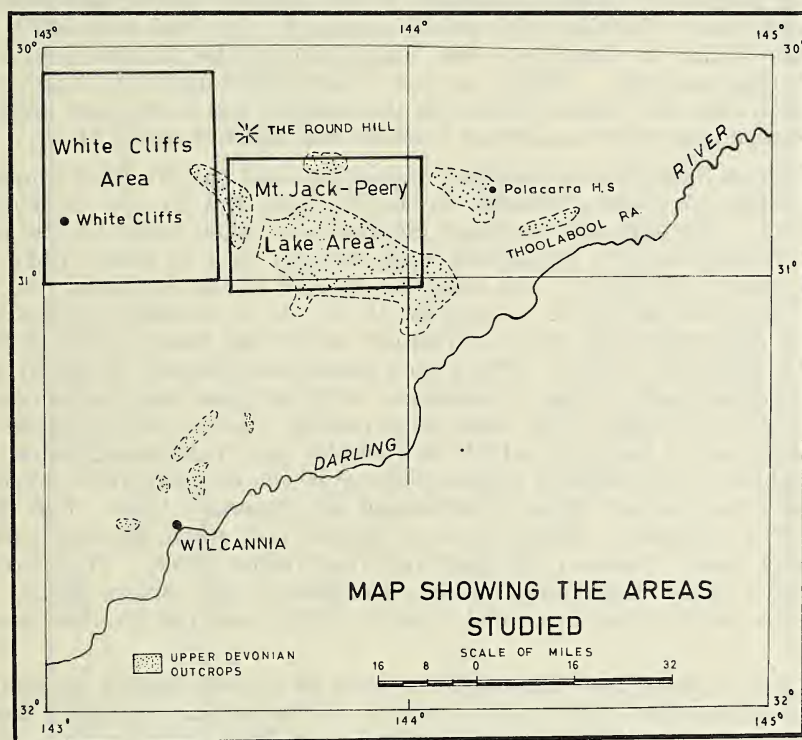 143°
144°
145°
30°
30°
THE ROUND HILL
White Cliffs
Area
White Cliffs
Mt. Jack-Peery
Lake Area
Polacarra H.S
THOOLABOOL RA.
RIVER
31°
31°
DARLING
WILCANNIA
MAP SHOWING THE AREAS
STUDIED
SCALE OF MILES
16 8 0 16 32
UPPER DEVONIAN
OUTCROPS
32°
32°
143°
144°
145°